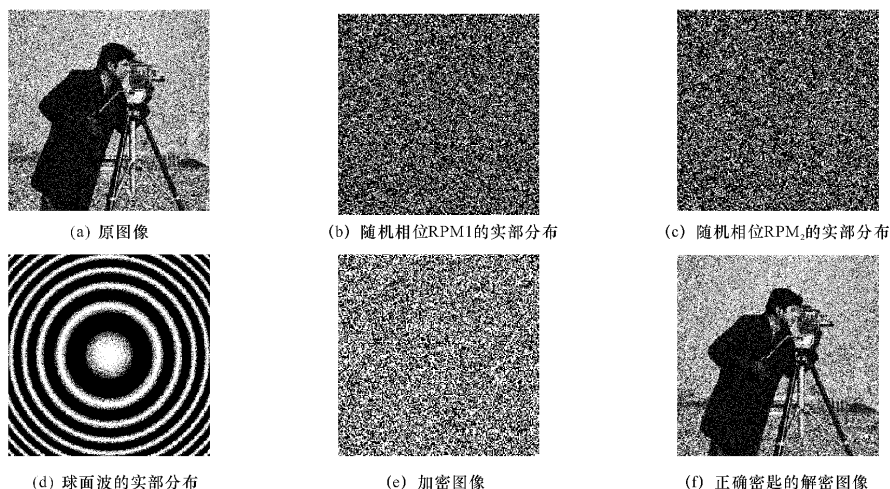 (a) 原图像
(b) 随机相位RPM1的实部分布
(c) 随机相位RPM₂的实部分布
(d) 球面波的实部分布
(e) 加密图像
(f) 正确密匙的解密图像